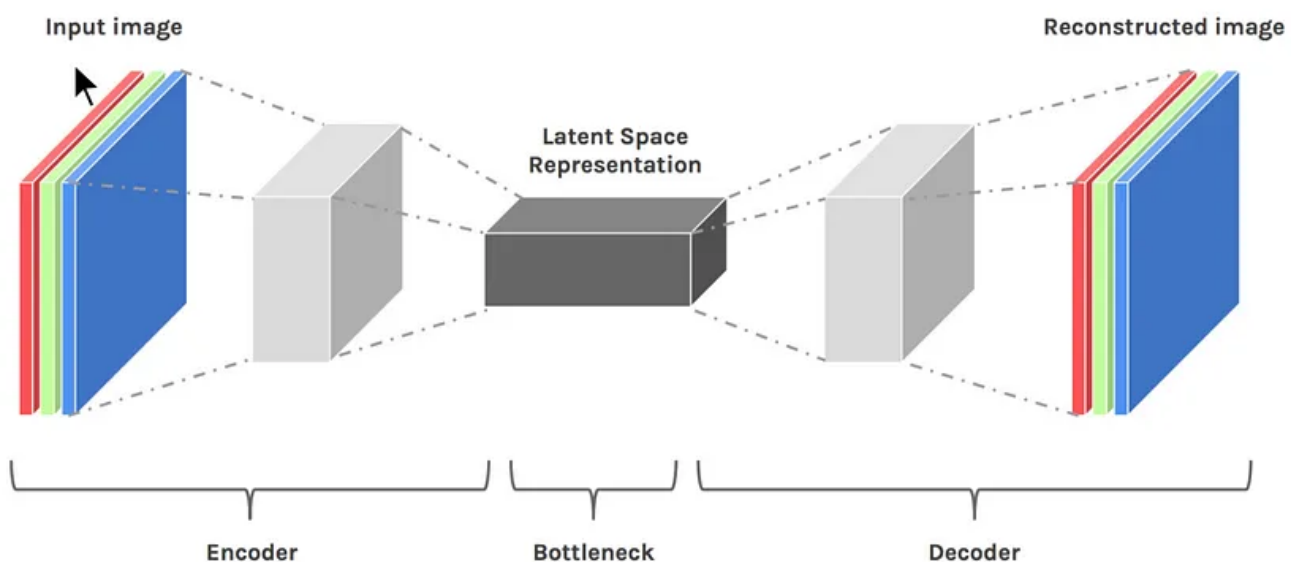 Input image
Reconstructed image
Latent Space
Representation
Encoder
Bottleneck
Decoder